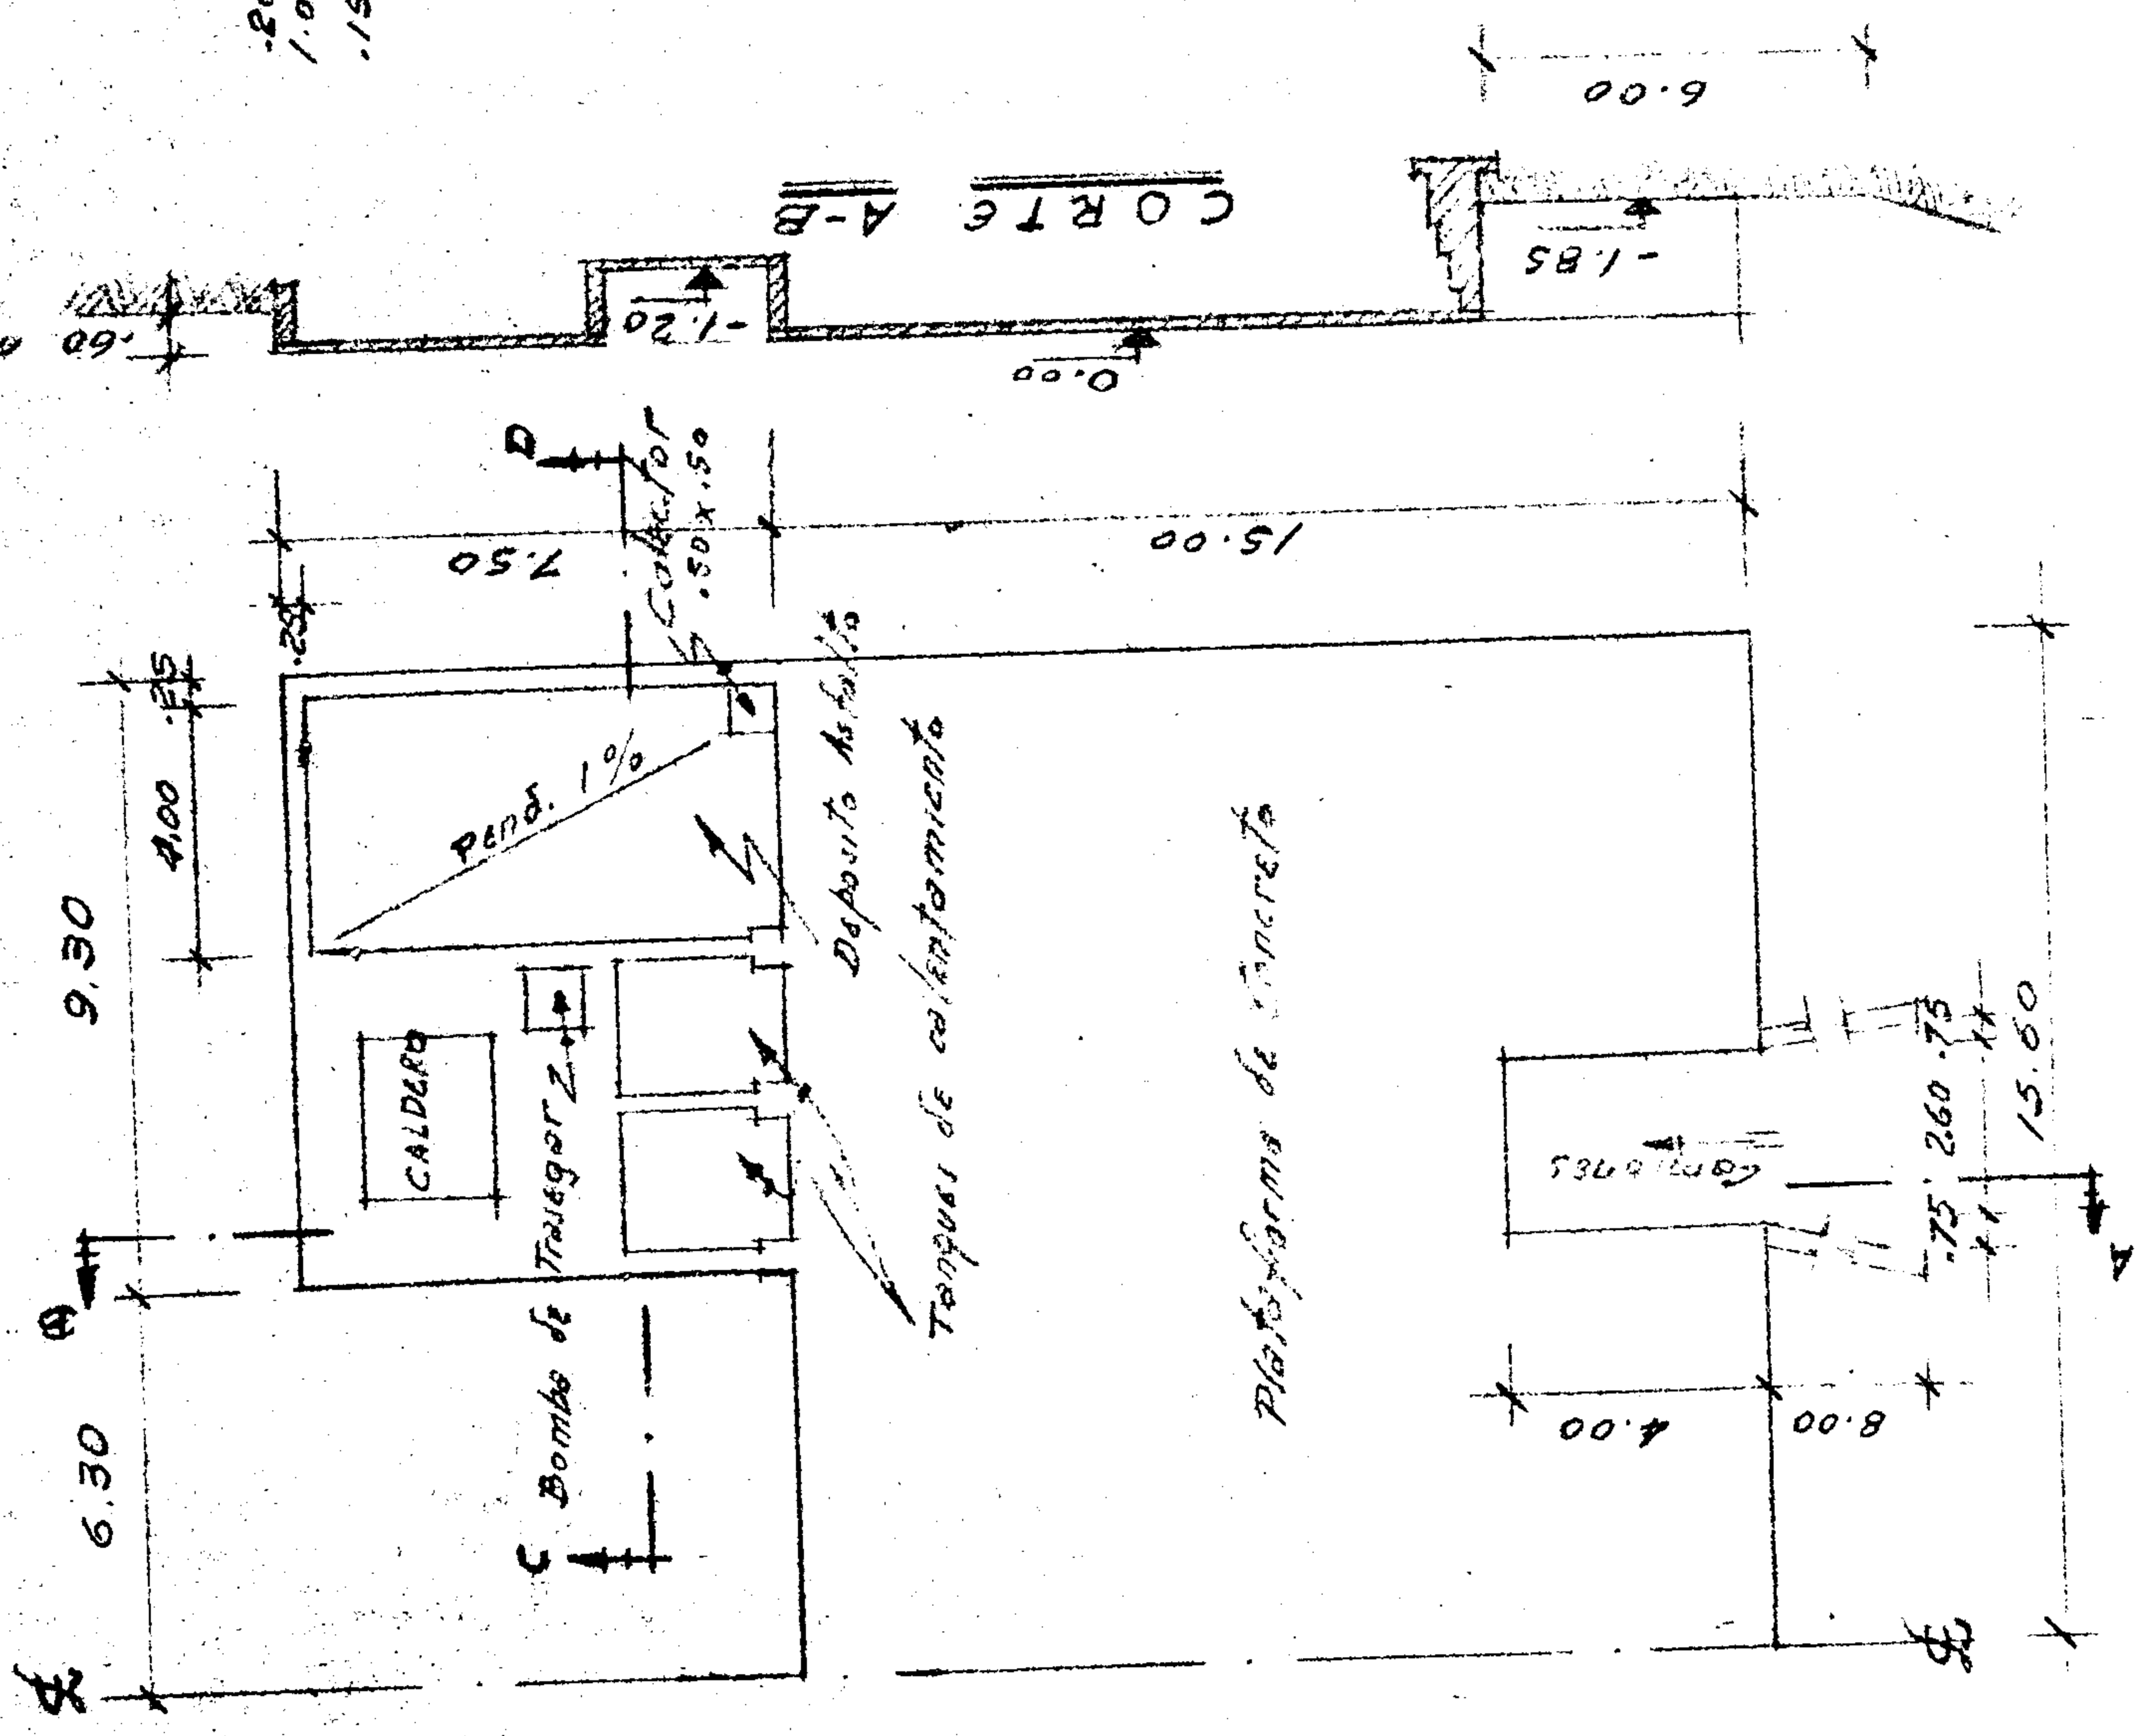 .60
-1.20
0.00
CORTE A-B
-1.85
6.00
D
Colector
.50 x .50
7.50
15.00
.25
.25
4.00
9.30
6.30
Pend. 1%
CALDERO
Bomba de Trasegar
Deposito Asfalto
Tanques de calentamiento
Plataforma de Concreto
Camiones
C
4.00
8.00
.75 2.60 .75
15.60
A